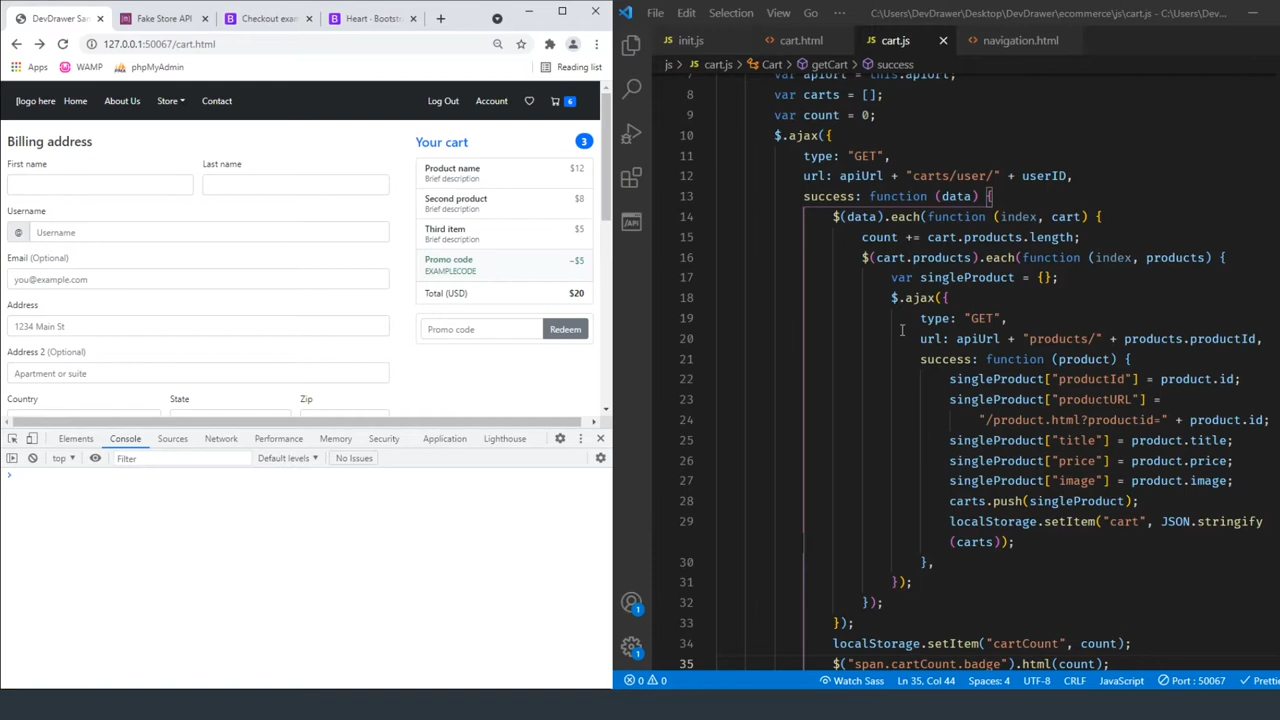 DevDrawer San
Fake Store API
Checkout exam
Heart - Bootstra
127.0.0.1:50067/cart.html
Apps
WAMP
phpMyAdmin
Reading list
logo here
Home
About Us
Store
Contact
Log Out
Account
6
Billing address
First name
Last name
Username
@
Username
Email (Optional)
you@example.com
Address
1234 Main St
Address 2 (Optional)
Apartment or suite
Country
State
Zip
Your cart
3
Product name
$12
Brief description
Second product
$8
Brief description
Third item
$5
Brief description
Promo code
−$5
EXAMPLECODE
Total (USD)
$20
Promo code
Redeem
Elements
Console
Sources
Network
Performance
Memory
Security
Application
Lighthouse
top
Filter
Default levels
No Issues
File
Edit
Selection
View
Go
C:\Users\DevDrawer\Desktop\DevDrawer\ecommerce\js\cart.js - C:\Users\Dev...
init.js
cart.html
cart.js
navigation.html
js > cart.js > Cart > getCart > success
7 var apiUrl = this.apiUrl;
8 var carts = [];
9 var count = 0;
10 $.ajax({
11 type: "GET",
12 url: apiUrl + "carts/user/" + userID,
13 success: function (data) {
14 $(data).each(function (index, cart) {
15 count += cart.products.length;
16 $(cart.products).each(function (index, products) {
17 var singleProduct = {};
18 $.ajax({
19 type: "GET",
20 url: apiUrl + "products/" + products.productId,
21 success: function (product) {
22 singleProduct["productId"] = product.id;
23 singleProduct["productURL"] =
24 "/product.html?productid=" + product.id;
25 singleProduct["title"] = product.title;
26 singleProduct["price"] = product.price;
27 singleProduct["image"] = product.image;
28 carts.push(singleProduct);
29 localStorage.setItem("cart", JSON.stringify
(carts));
30 },
31 });
32 });
33 });
34 localStorage.setItem("cartCount", count);
35 $("span.cartCount.badge").html(count);
/API
1
1
0
0
Watch Sass
Ln 35, Col 44
Spaces: 4
UTF-8
CRLF
JavaScript
Port : 50067
Pretti